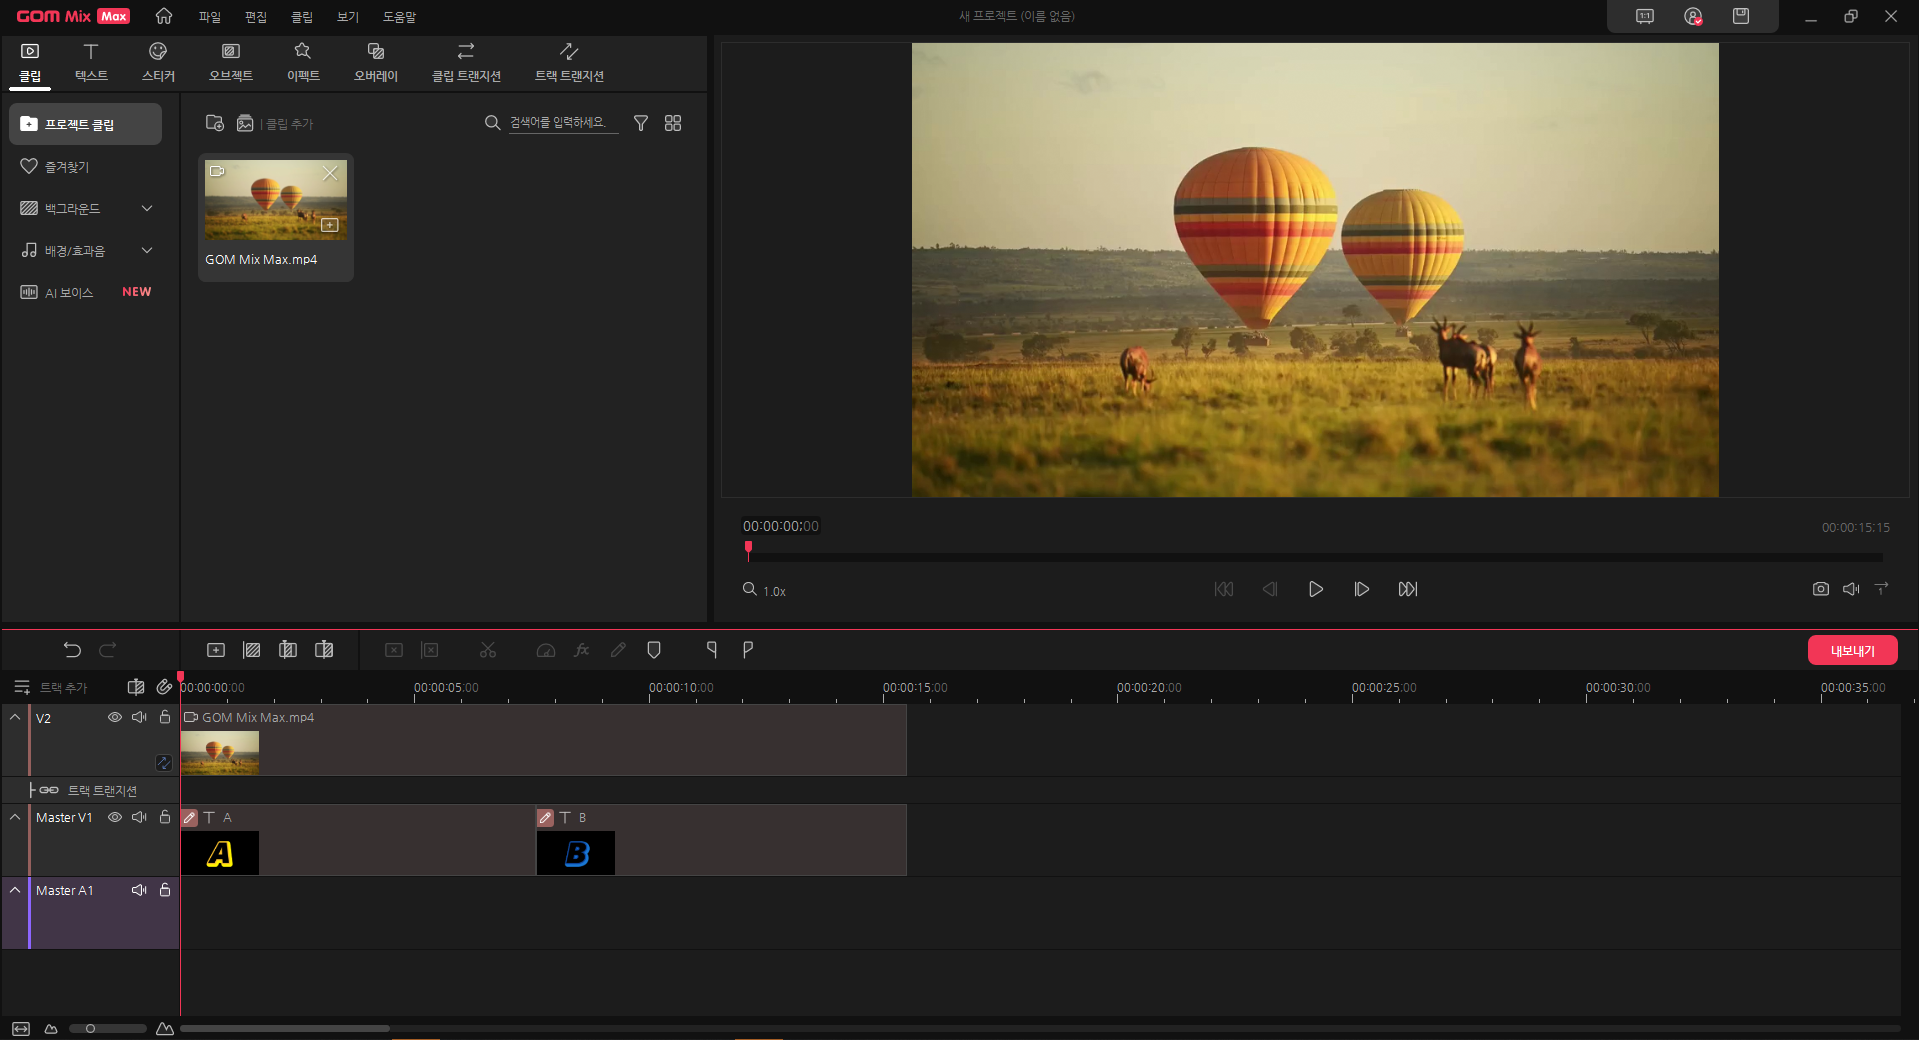 GOM Mix Max
파일
편집
클립
보기
도움말
새 프로젝트 (이름 없음)
1:1
클립
텍스트
스티커
오브젝트
이펙트
오버레이
클립 트랜지션
트랙 트랜지션
프로젝트 클립
즐겨찾기
백그라운드
배경/효과음
AI 보이스 NEW
| 클립 추가
검색어를 입력하세요.
GOM Mix Max.mp4
00:00:00;00
00:00:15;15
1.0x
1
fx
내보내기
트랙 추가
00:00:00;00
00:00:05;00
00:00:10;00
00:00:15;00
00:00:20;00
00:00:25;00
00:00:30;00
00:00:35;00
V2
GOM Mix Max.mp4
트랙 트랜지션
Master V1
T A
T B
A
B
Master A1